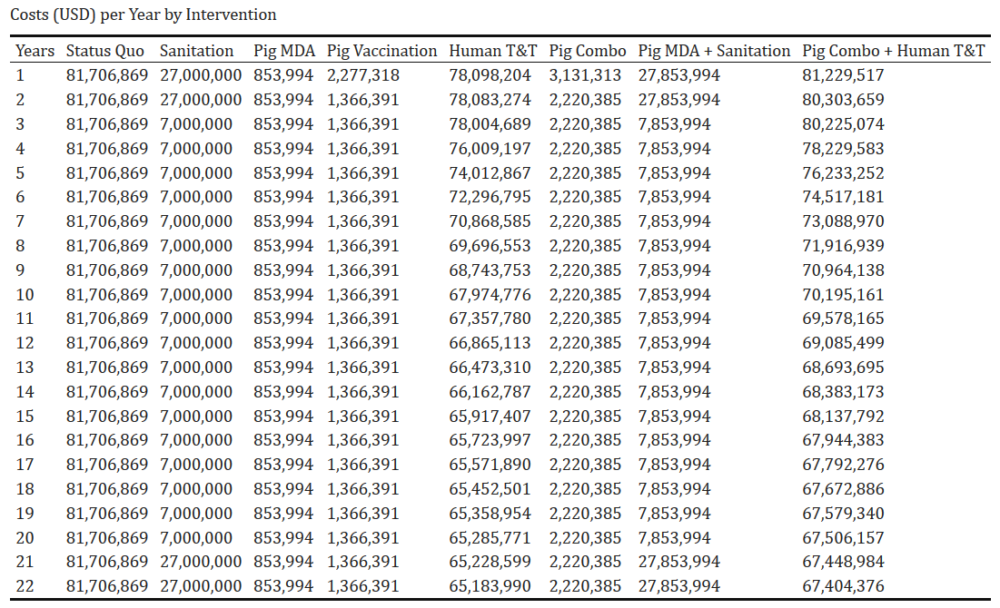 Costs (USD) per Year by Intervention
Years Status Quo Sanitation Pig MDA Pig Vaccination Human T&T Pig Combo Pig MDA + Sanitation Pig Combo + Human T&T
1 81,706,869 27,000,000 853,994 2,277,318 78,098,204 3,131,313 27,853,994 81,229,517
2 81,706,869 27,000,000 853,994 1,366,391 78,083,274 2,220,385 27,853,994 80,303,659
3 81,706,869 7,000,000 853,994 1,366,391 78,004,689 2,220,385 7,853,994 80,225,074
4 81,706,869 7,000,000 853,994 1,366,391 76,009,197 2,220,385 7,853,994 78,229,583
5 81,706,869 7,000,000 853,994 1,366,391 74,012,867 2,220,385 7,853,994 76,233,252
6 81,706,869 7,000,000 853,994 1,366,391 72,296,795 2,220,385 7,853,994 74,517,181
7 81,706,869 7,000,000 853,994 1,366,391 70,868,585 2,220,385 7,853,994 73,088,970
8 81,706,869 7,000,000 853,994 1,366,391 69,696,553 2,220,385 7,853,994 71,916,939
9 81,706,869 7,000,000 853,994 1,366,391 68,743,753 2,220,385 7,853,994 70,964,138
10 81,706,869 7,000,000 853,994 1,366,391 67,974,776 2,220,385 7,853,994 70,195,161
11 81,706,869 7,000,000 853,994 1,366,391 67,357,780 2,220,385 7,853,994 69,578,165
12 81,706,869 7,000,000 853,994 1,366,391 66,865,113 2,220,385 7,853,994 69,085,499
13 81,706,869 7,000,000 853,994 1,366,391 66,473,310 2,220,385 7,853,994 68,693,695
14 81,706,869 7,000,000 853,994 1,366,391 66,162,787 2,220,385 7,853,994 68,383,173
15 81,706,869 7,000,000 853,994 1,366,391 65,917,407 2,220,385 7,853,994 68,137,792
16 81,706,869 7,000,000 853,994 1,366,391 65,723,997 2,220,385 7,853,994 67,944,383
17 81,706,869 7,000,000 853,994 1,366,391 65,571,890 2,220,385 7,853,994 67,792,276
18 81,706,869 7,000,000 853,994 1,366,391 65,452,501 2,220,385 7,853,994 67,672,886
19 81,706,869 7,000,000 853,994 1,366,391 65,358,954 2,220,385 7,853,994 67,579,340
20 81,706,869 7,000,000 853,994 1,366,391 65,285,771 2,220,385 7,853,994 67,506,157
21 81,706,869 27,000,000 853,994 1,366,391 65,228,599 2,220,385 27,853,994 67,448,984
22 81,706,869 27,000,000 853,994 1,366,391 65,183,990 2,220,385 27,853,994 67,404,376